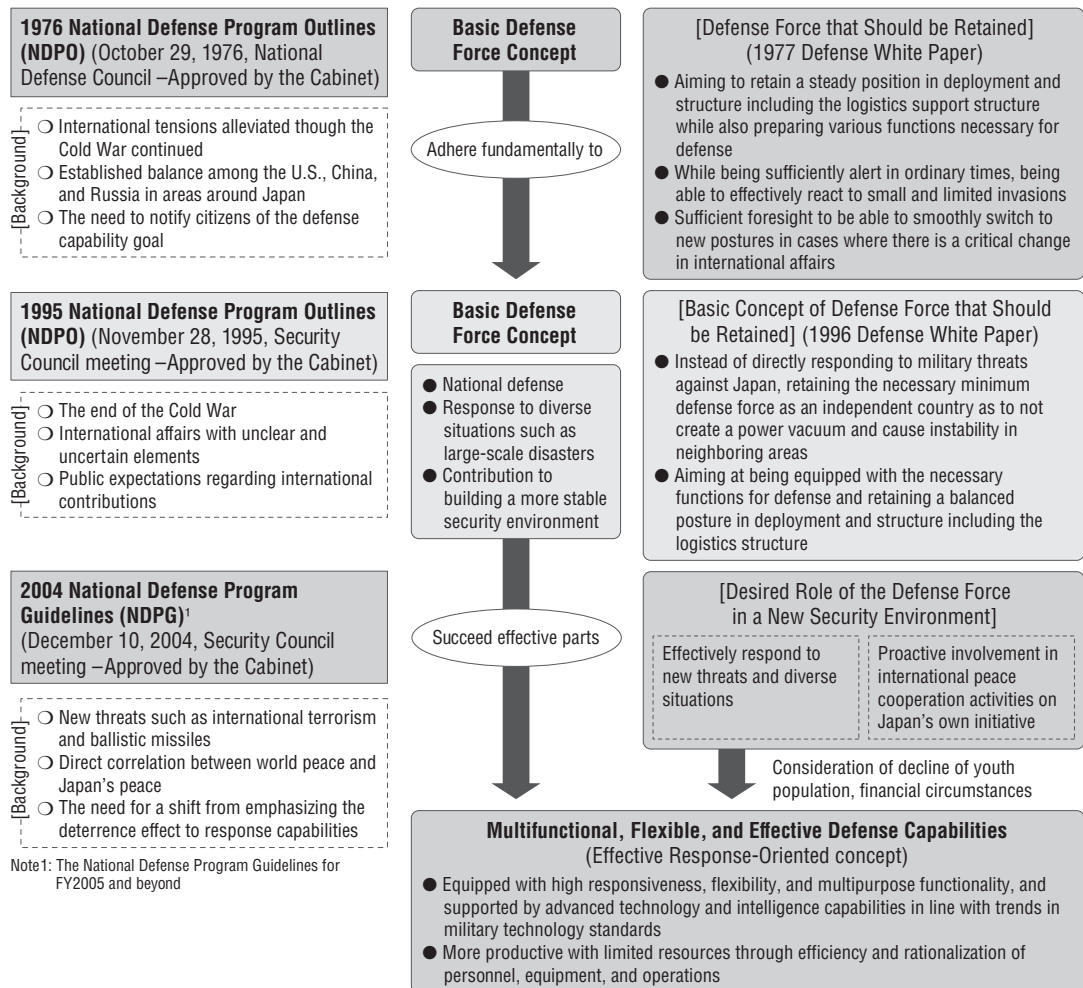 1976 National Defense Program Outlines
(NDPO) (October 29, 1976, National
Defense Council –Approved by the Cabinet)
[Background]
❍ International tensions alleviated though the
Cold War continued
❍ Established balance among the U.S., China,
and Russia in areas around Japan
❍ The need to notify citizens of the defense
capability goal
Basic Defense
Force Concept
Adhere fundamentally to
[Defense Force that Should be Retained]
(1977 Defense White Paper)
● Aiming to retain a steady position in deployment and
structure including the logistics support structure
while also preparing various functions necessary for
defense
● While being sufficiently alert in ordinary times, being
able to effectively react to small and limited invasions
● Sufficient foresight to be able to smoothly switch to
new postures in cases where there is a critical change
in international affairs
1995 National Defense Program Outlines
(NDPO) (November 28, 1995, Security
Council meeting –Approved by the Cabinet)
[Background]
❍ The end of the Cold War
❍ International affairs with unclear and
uncertain elements
❍ Public expectations regarding international
contributions
Basic Defense
Force Concept
● National defense
● Response to diverse
situations such as
large-scale disasters
● Contribution to
building a more stable
security environment
[Basic Concept of Defense Force that Should
be Retained] (1996 Defense White Paper)
● Instead of directly responding to military threats
against Japan, retaining the necessary minimum
defense force as an independent country as to not
create a power vacuum and cause instability in
neighboring areas
● Aiming at being equipped with the necessary
functions for defense and retaining a balanced
posture in deployment and structure including the
logistics structure
2004 National Defense Program
Guidelines (NDPG)1
(December 10, 2004, Security Council
meeting –Approved by the Cabinet)
[Background]
❍ New threats such as international terrorism
and ballistic missiles
❍ Direct correlation between world peace and
Japan's peace
❍ The need for a shift from emphasizing the
deterrence effect to response capabilities
Note1: The National Defense Program Guidelines for
FY2005 and beyond
Succeed effective parts
[Desired Role of the Defense Force
in a New Security Environment]
Effectively respond to
new threats and diverse
situations
Proactive involvement in
international peace
cooperation activities on
Japan's own initiative
Consideration of decline of youth
population, financial circumstances
Multifunctional, Flexible, and Effective Defense Capabilities
(Effective Response-Oriented concept)
● Equipped with high responsiveness, flexibility, and multipurpose functionality, and
supported by advanced technology and intelligence capabilities in line with trends in
military technology standards
● More productive with limited resources through efficiency and rationalization of
personnel, equipment, and operations